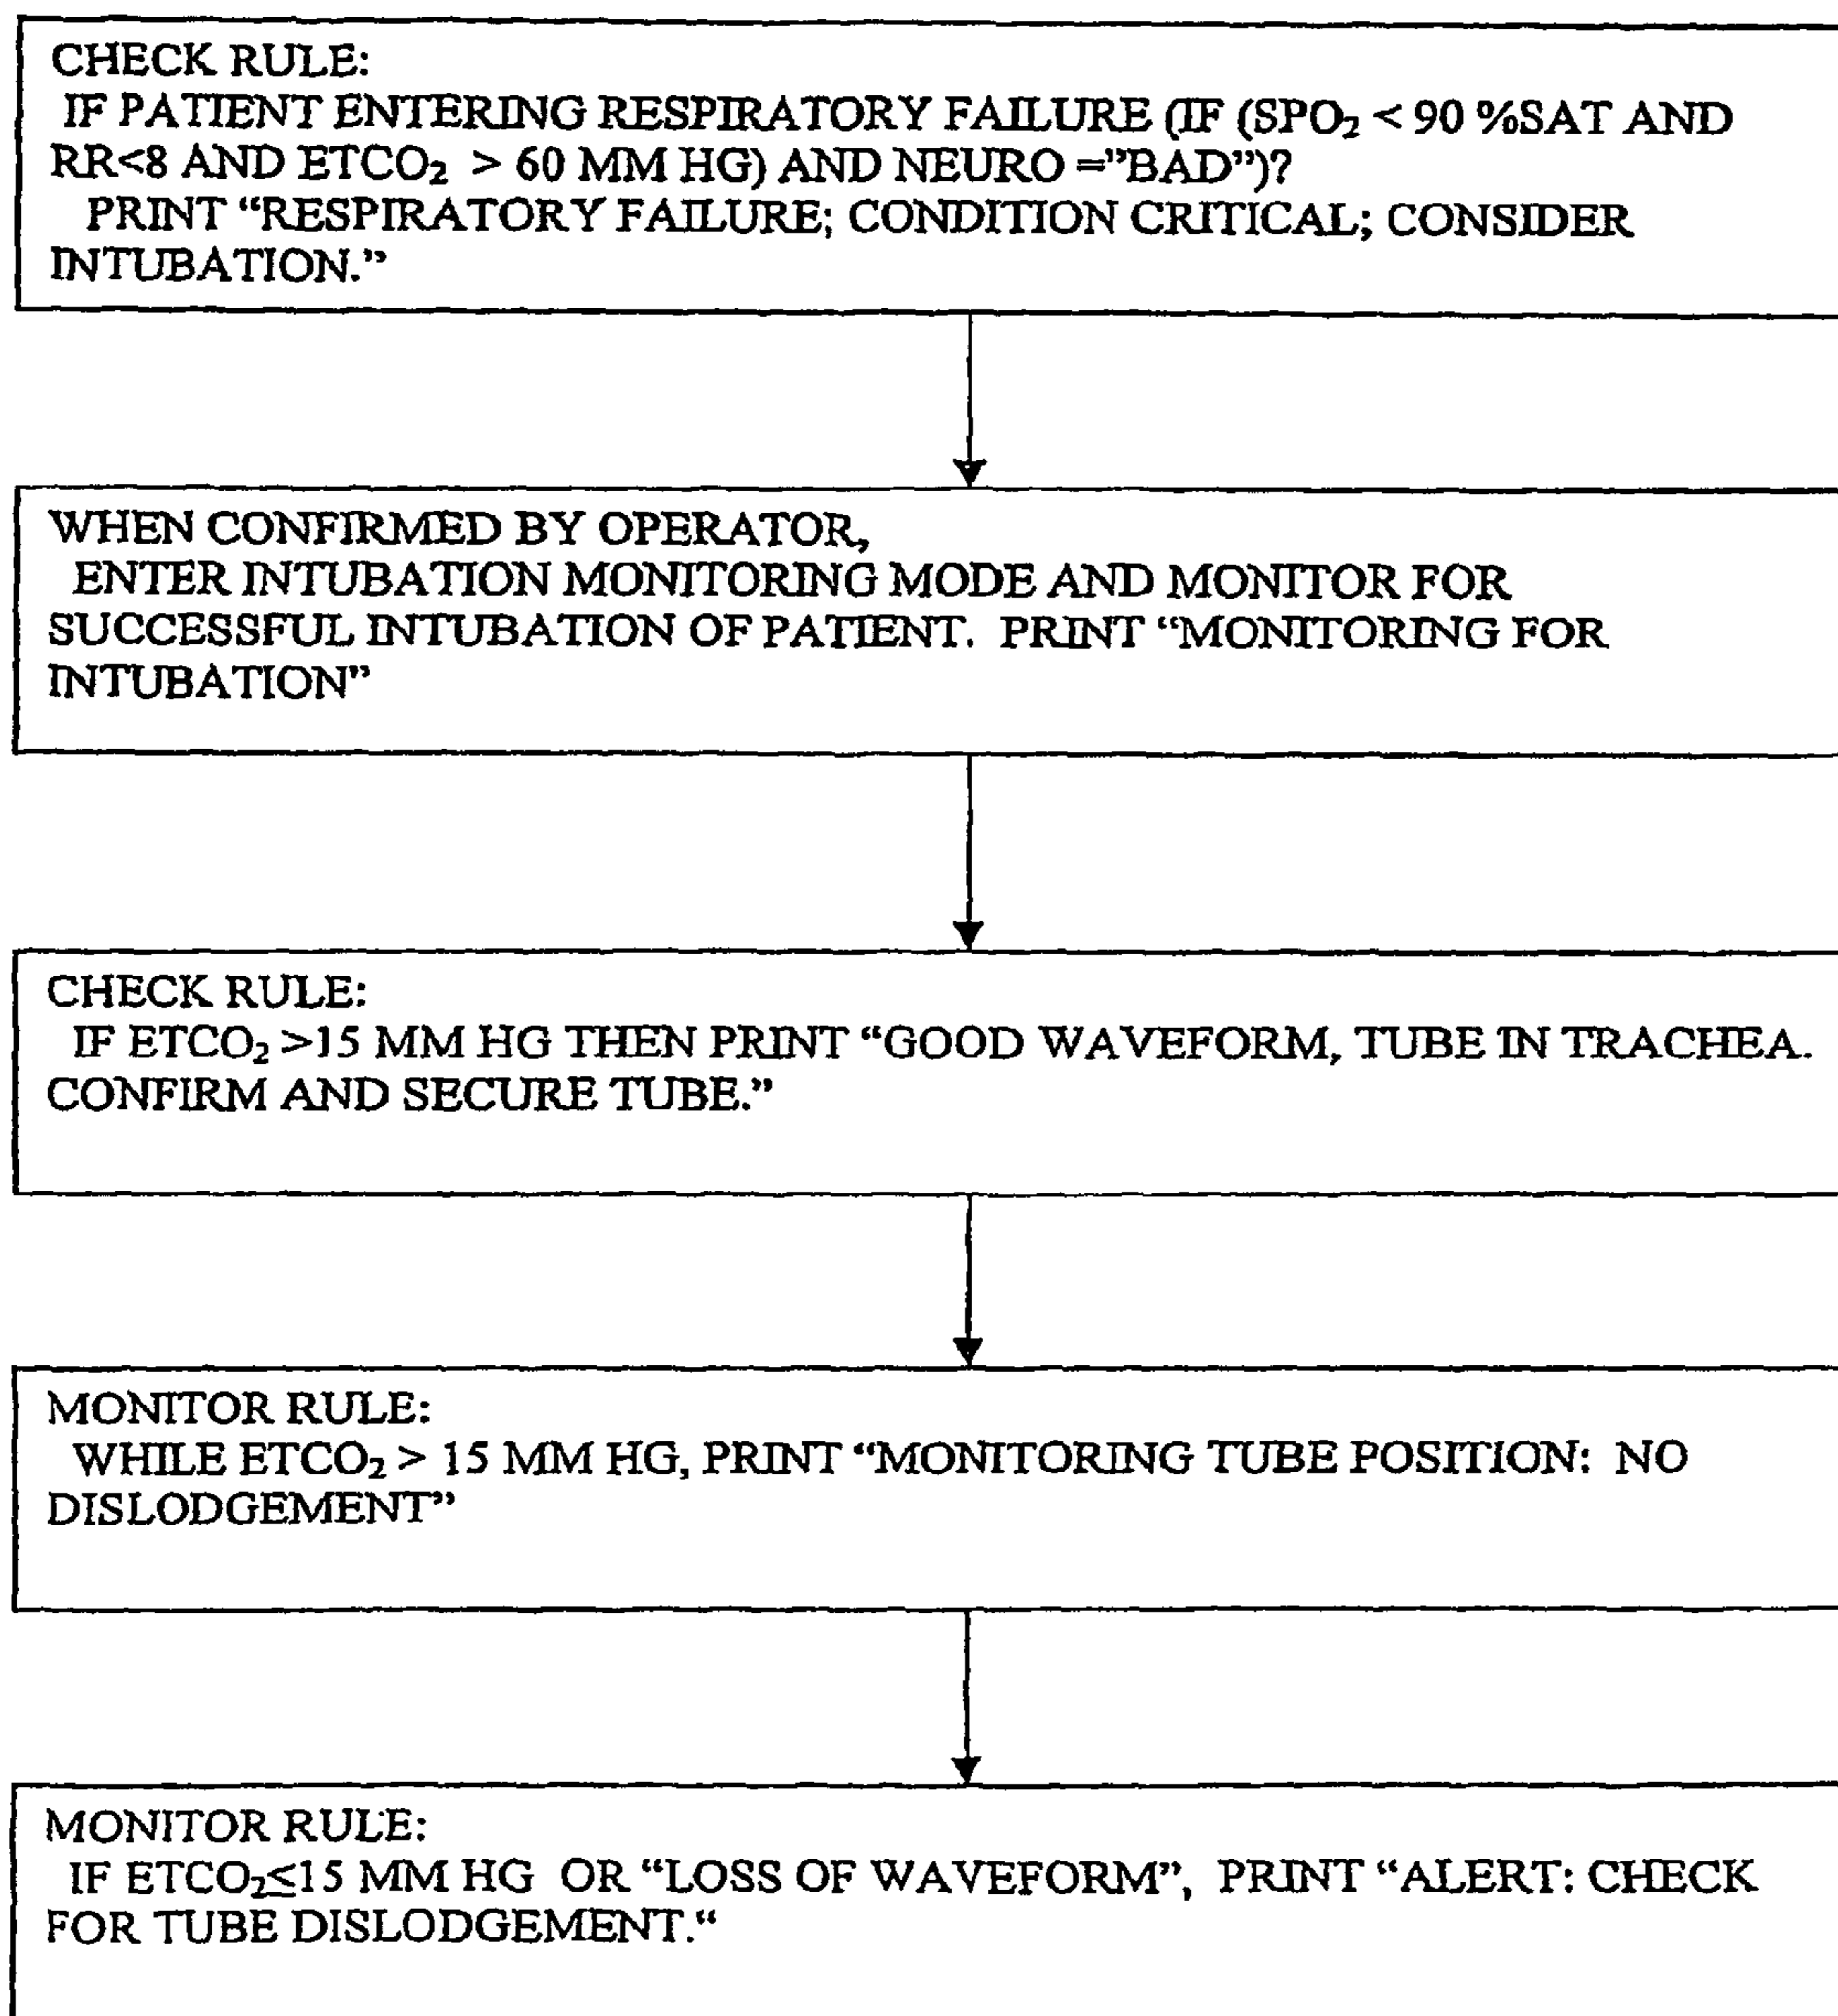 CHECK RULE:
IF PATIENT ENTERING RESPIRATORY FAILURE (IF (SPO₂ < 90 %SAT AND
RR<8 AND ETCO₂ > 60 MM HG) AND NEURO =”BAD”)?
PRINT “RESPIRATORY FAILURE; CONDITION CRITICAL; CONSIDER
INTUBATION.”
WHEN CONFIRMED BY OPERATOR,
ENTER INTUBATION MONITORING MODE AND MONITOR FOR
SUCCESSFUL INTUBATION OF PATIENT. PRINT “MONITORING FOR
INTUBATION”
CHECK RULE:
IF ETCO₂ >15 MM HG THEN PRINT “GOOD WAVEFORM, TUBE IN TRACHEA.
CONFIRM AND SECURE TUBE.”
MONITOR RULE:
WHILE ETCO₂ > 15 MM HG, PRINT “MONITORING TUBE POSITION: NO
DISLODGEMENT”
MONITOR RULE:
IF ETCO₂≤15 MM HG OR “LOSS OF WAVEFORM”, PRINT “ALERT: CHECK
FOR TUBE DISLODGEMENT.“